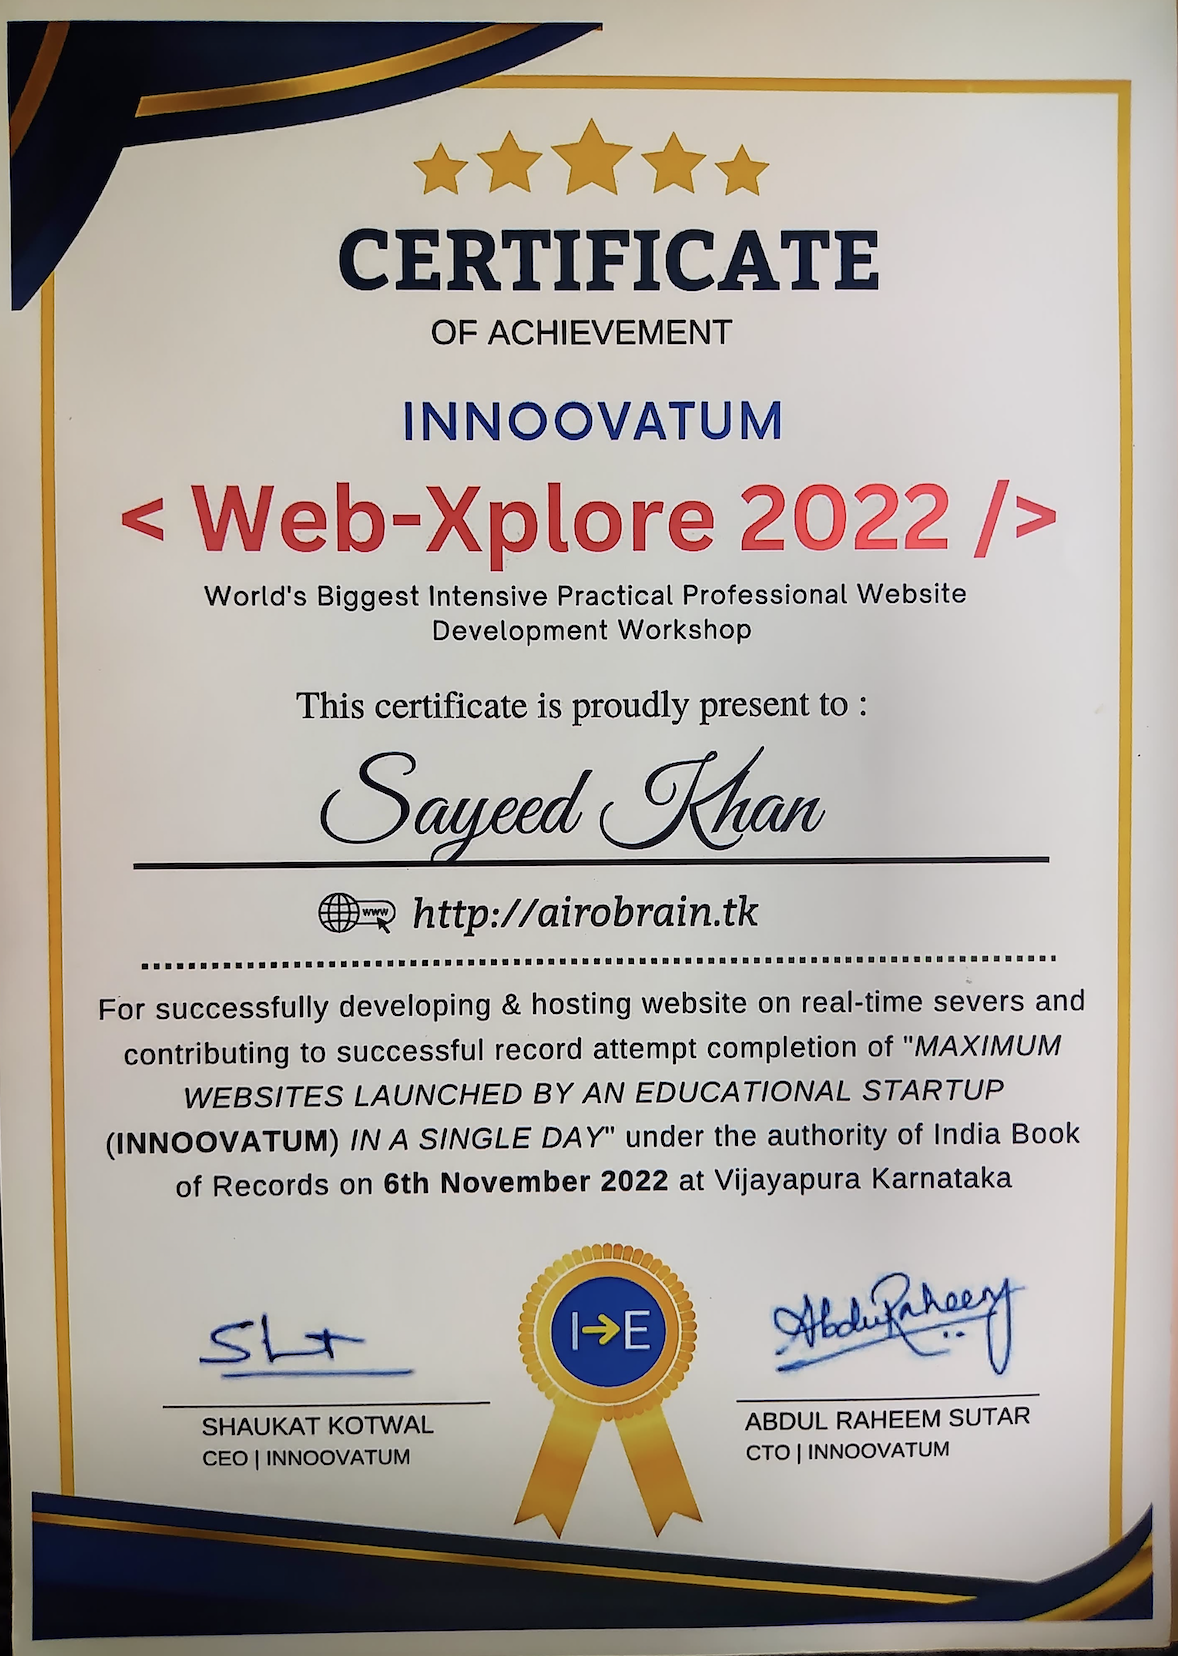 CERTIFICATE
OF ACHIEVEMENT
INNOOVATUM
< Web-Xplore 2022 />
World's Biggest Intensive Practical Professional Website
Development Workshop
This certificate is proudly present to :
Sayeed Khan
www http://airobrain.tk
For successfully developing & hosting website on real-time severs and
contributing to successful record attempt completion of "MAXIMUM
WEBSITES LAUNCHED BY AN EDUCATIONAL STARTUP
(INNOOVATUM) IN A SINGLE DAY" under the authority of India Book
of Records on 6th November 2022 at Vijayapura Karnataka
I→E
AbdulRaheem
SHAUKAT KOTWAL
CEO | INNOOVATUM
ABDUL RAHEEM SUTAR
CTO | INNOOVATUM